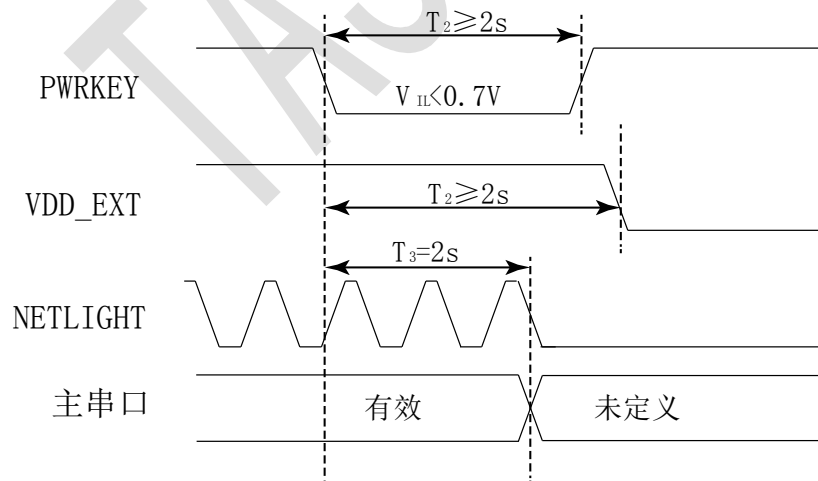 T₂≥2s
PWRKEY
V IL<0.7V
VDD_EXT
T₂≥2s
T₃=2s
NETLIGHT
主串口
有效
未定义